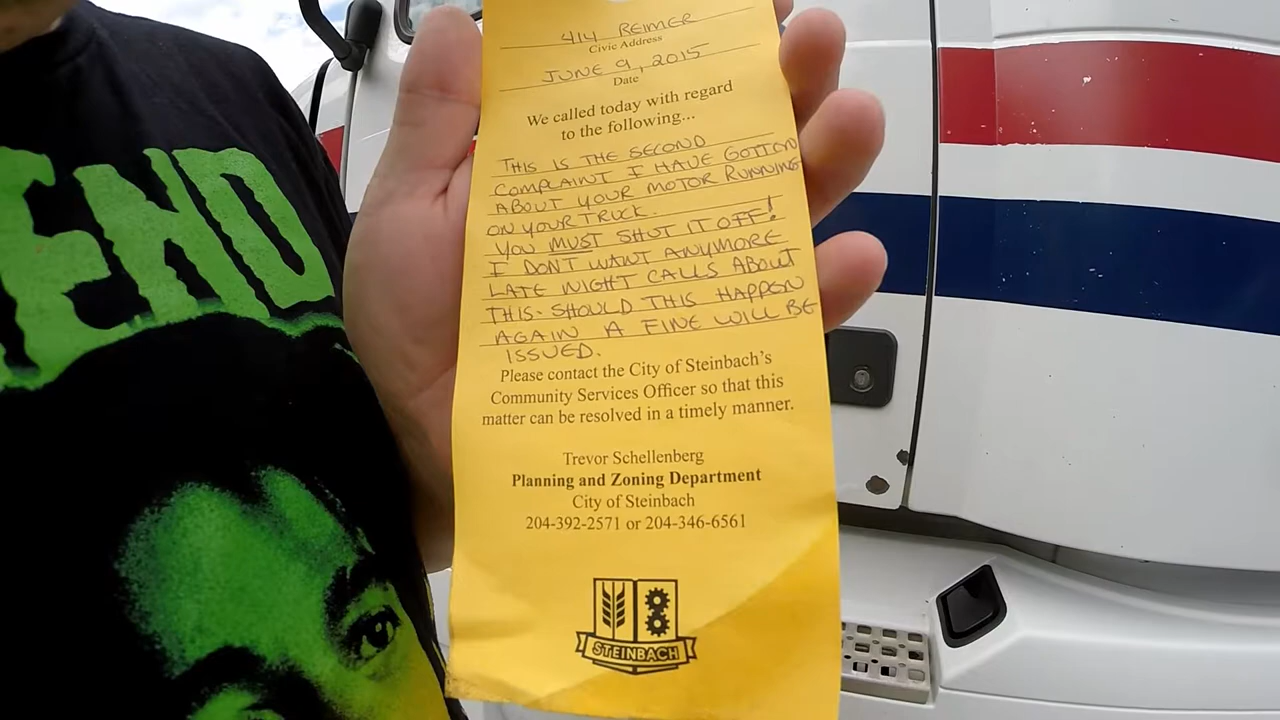 414 REIMER
Civic Address
JUNE 9, 2015
Date
We called today with regard
to the following...
THIS IS THE SECOND
COMPLAINT I HAVE GOTTON
ABOUT YOUR MOTOR RUNNING
ON YOUR TRUCK.
YOU MUST SHUT IT OFF!
I DONT WANT ANYMORE
LATE NIGHT CALLS ABOUT
THIS. SHOULD THIS HAPPEN
AGAIN A FINE WILL BE
ISSUED.
Please contact the City of Steinbach's
Community Services Officer so that this
matter can be resolved in a timely manner.
Trevor Schellenberg
Planning and Zoning Department
City of Steinbach
204-392-2571 or 204-346-6561
STEINBACH
END